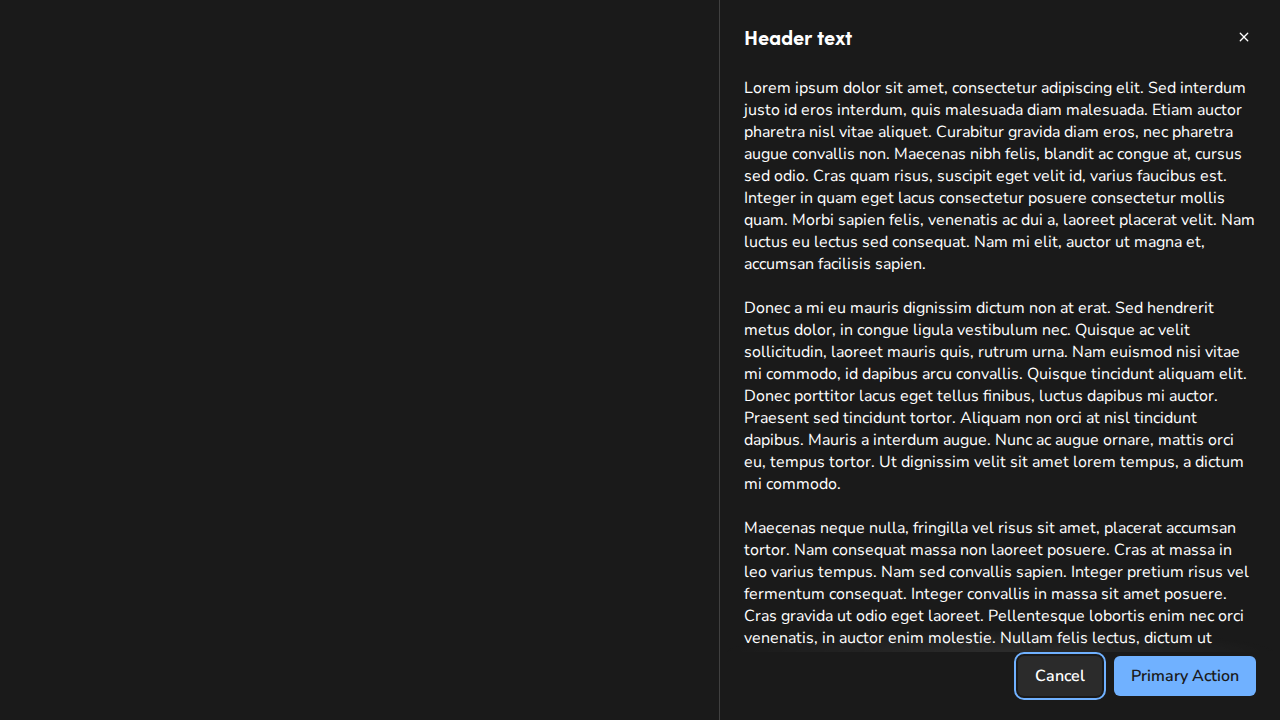 Header text
Lorem ipsum dolor sit amet, consectetur adipiscing elit. Sed interdum
justo id eros interdum, quis malesuada diam malesuada. Etiam auctor
pharetra nisl vitae aliquet. Curabitur gravida diam eros, nec pharetra
augue convallis non. Maecenas nibh felis, blandit ac congue at, cursus
sed odio. Cras quam risus, suscipit eget velit id, varius faucibus est.
Integer in quam eget lacus consectetur posuere consectetur mollis
quam. Morbi sapien felis, venenatis ac dui a, laoreet placerat velit. Nam
luctus eu lectus sed consequat. Nam mi elit, auctor ut magna et,
accumsan facilisis sapien.
Donec a mi eu mauris dignissim dictum non at erat. Sed hendrerit
metus dolor, in congue ligula vestibulum nec. Quisque ac velit
sollicitudin, laoreet mauris quis, rutrum urna. Nam euismod nisi vitae
mi commodo, id dapibus arcu convallis. Quisque tincidunt aliquam elit.
Donec porttitor lacus eget tellus finibus, luctus dapibus mi auctor.
Praesent sed tincidunt tortor. Aliquam non orci at nisl tincidunt
dapibus. Mauris a interdum augue. Nunc ac augue ornare, mattis orci
eu, tempus tortor. Ut dignissim velit sit amet lorem tempus, a dictum
mi commodo.
Maecenas neque nulla, fringilla vel risus sit amet, placerat accumsan
tortor. Nam consequat massa non laoreet posuere. Cras at massa in
leo varius tempus. Nam sed convallis sapien. Integer pretium risus vel
fermentum consequat. Integer convallis in massa sit amet posuere.
Cras gravida ut odio eget laoreet. Pellentesque lobortis enim nec orci
venenatis, in auctor enim molestie. Nullam felis lectus, dictum ut
Cancel
Primary Action